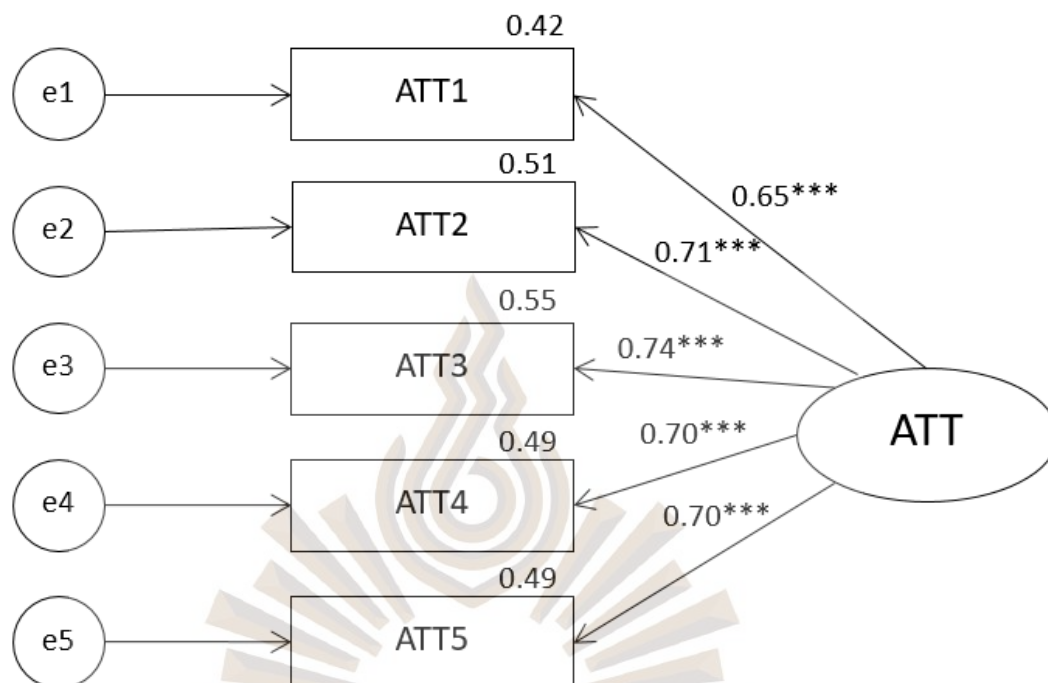 0.42
e1
ATT1
0.51
0.65***
e2
ATT2
0.71***
0.55
e3
ATT3
0.74***
0.49
0.70***
ATT
e4
ATT4
0.70***
0.49
e5
ATT5